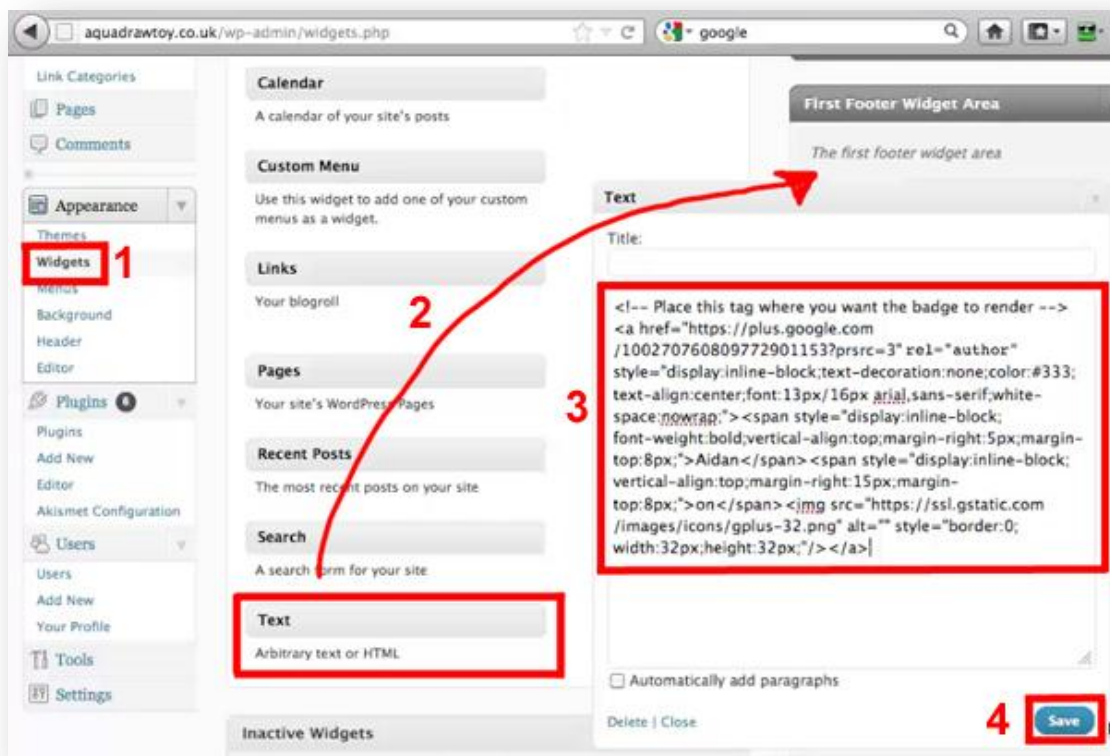 aquadrawtoy.co.uk/wp-admin/widgets.php
google
Link Categories
Pages
Comments
Appearance
Themes
Widgets
1
Menus
Background
Header
Editor
Plugins 0
Plugins
Add New
Editor
Akismet Configuration
Users
Users
Add New
Your Profile
Tools
Settings
Calendar
A calendar of your site's posts
Custom Menu
Use this widget to add one of your custom
menus as a widget.
Links
Your blogroll
2
Pages
Your site's WordPress Pages
Recent Posts
The most recent posts on your site
Search
A search form for your site
Text
Arbitrary text or HTML
Inactive Widgets
First Footer Widget Area
The first footer widget area
Text
Title:
3
<!-- Place this tag where you want the badge to render -->
<a href="https://plus.google.com
/100270760809772901153?prsrc=3" rel="author"
style="display:inline-block;text-decoration:none;color:#333;
text-align:center;font:13px/16px arial,sans-serif;white-
space:nowrap;"><span style="display:inline-block;
font-weight:bold;vertical-align:top;margin-right:5px;margin-
top:8px;">Aidan</span><span style="display:inline-block;
vertical-align:top;margin-right:15px;margin-
top:8px;">on</span><img src="https://ssl.gstatic.com
/images/icons/gplus-32.png" alt="" style="border:0;
width:32px;height:32px;"/></a>
Automatically add paragraphs
Delete | Close
4
Save